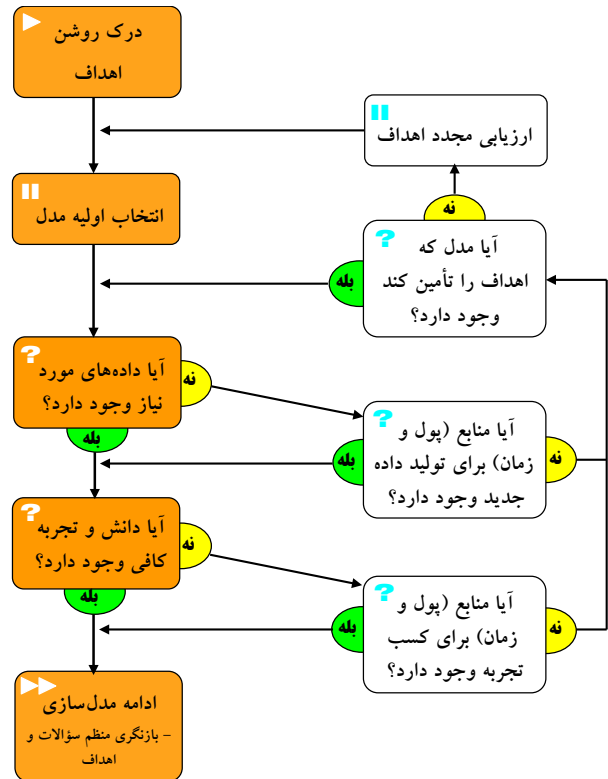 درک روشن
اهداف
ارزیابی مجدد اهداف
انتخاب اولیه مدل
نه
آیا مدل که
اهداف را تأمین کند
وجود دارد؟
بله
?
?
آیا داده‌های مورد
نیاز وجود دارد؟
نه
بله
?
آیا منابع (پول و
زمان) برای تولید داده
جدید وجود دارد؟
بله
نه
?
آیا دانش و تجربه
کافی وجود دارد؟
نه
بله
?
آیا منابع (پول و
زمان) برای کسب
تجربه وجود دارد؟
بله
نه
ادامه مدل‌سازی
– بازنگری منظم سؤالات و
اهداف